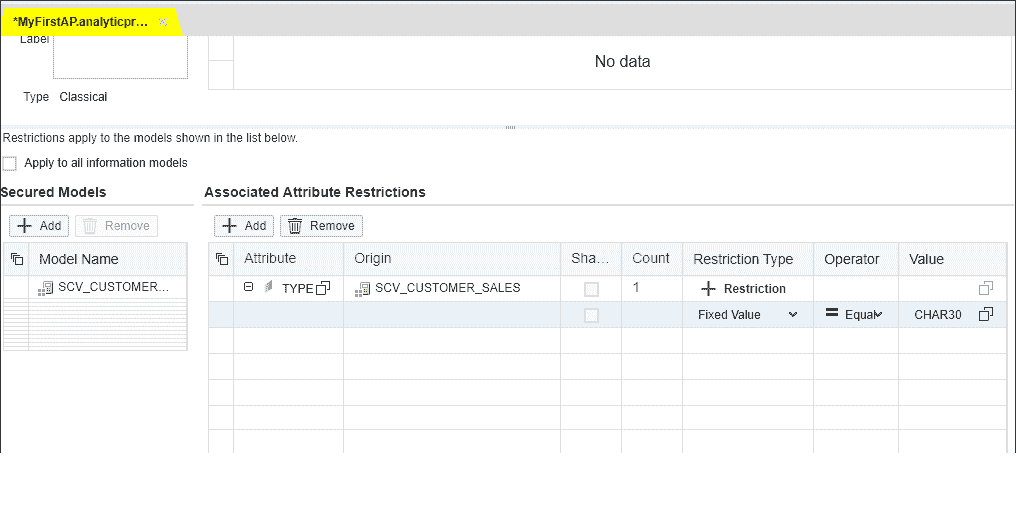 *MyFirstAP.analyticpr...
Label
No data
Type Classical
Restrictions apply to the models shown in the list below.
Apply to all information models
Secured Models Associated Attribute Restrictions
Add Remove Add Remove
Model Name Attribute Origin Sha... Count Restriction Type Operator Value
SCV_CUSTOMER... TYPE SCV_CUSTOMER_SALES 1 Restriction
Fixed Value Equal CHAR30